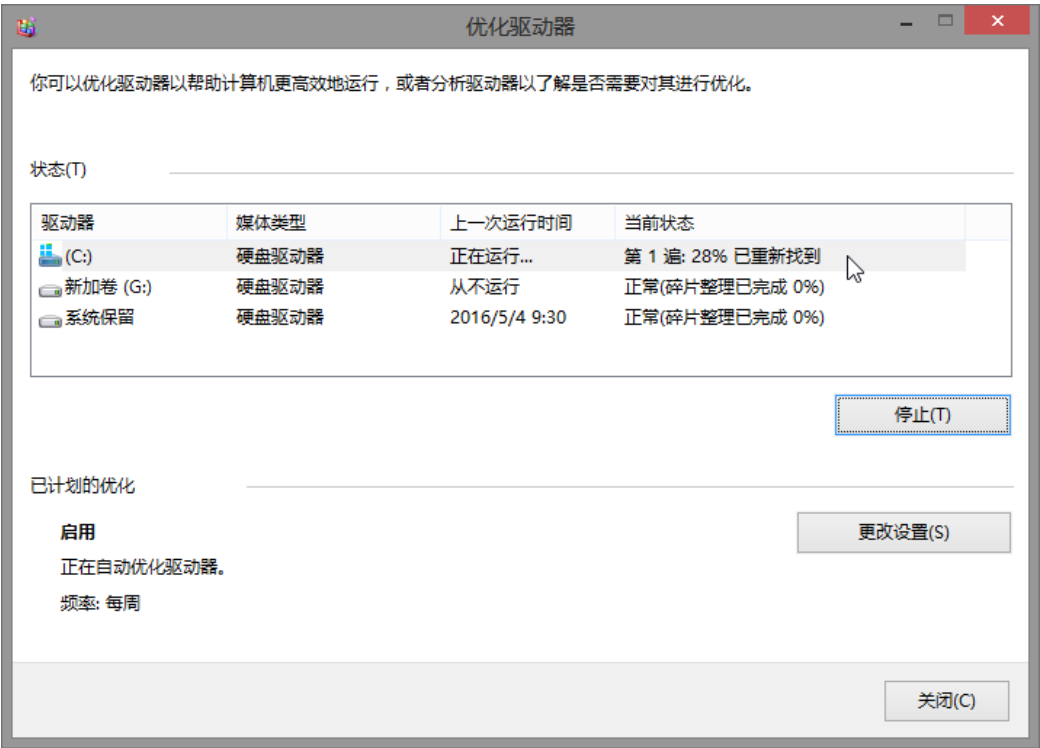 优化驱动器
你可以优化驱动器以帮助计算机更高效地运行，或者分析驱动器以了解是否需要对其进行优化。
状态(T)
驱动器 媒体类型 上一次运行时间 当前状态
(C:) 硬盘驱动器 正在运行... 第 1 遍: 28% 已重新找到
新加卷 (G:) 硬盘驱动器 从不运行 正常(碎片整理已完成 0%)
系统保留 硬盘驱动器 2016/5/4 9:30 正常(碎片整理已完成 0%)
停止(T)
已计划的优化
启用
更改设置(S)
正在自动优化驱动器。
频率: 每周
关闭(C)